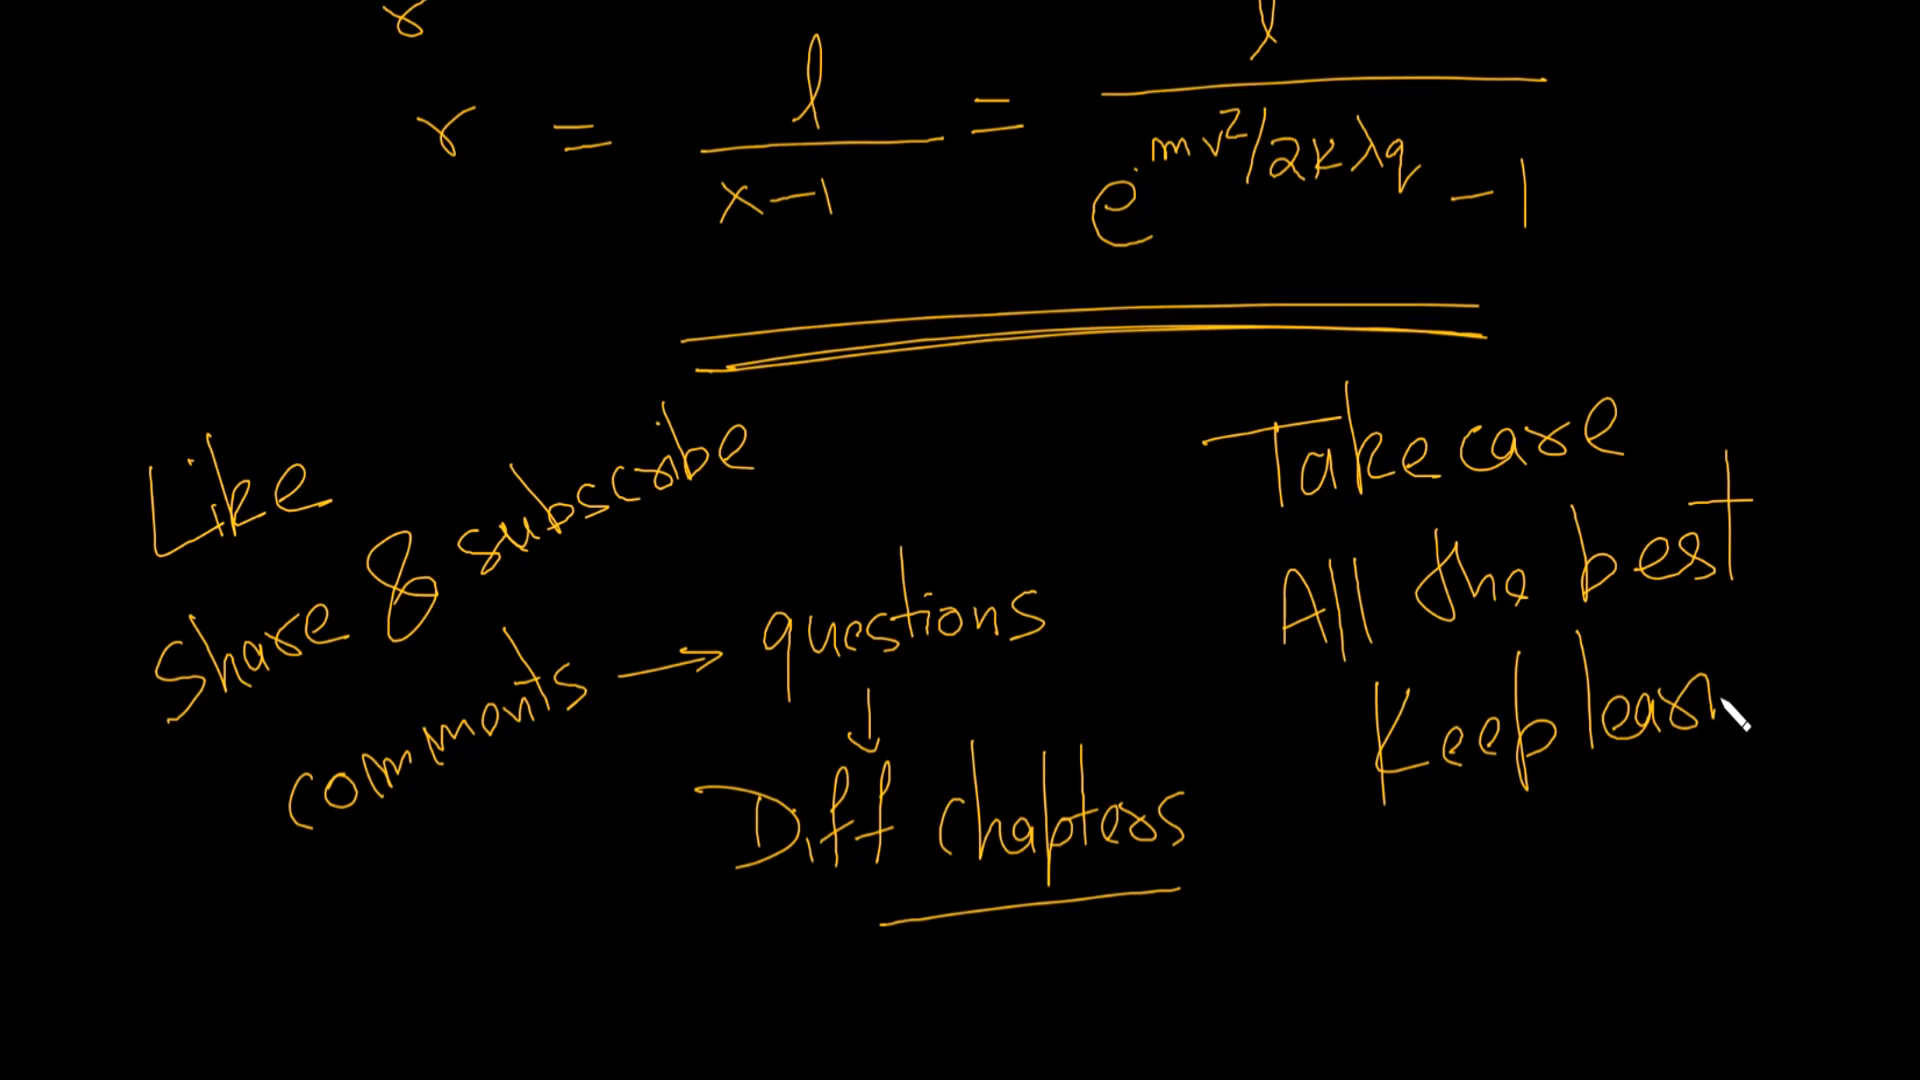 r
r = l / x-1 = l / e^mv²/2kλq - 1
Like
Share & subscribe
comments → questions
↓
Diff chapters
Take care
All the best
Keep learn